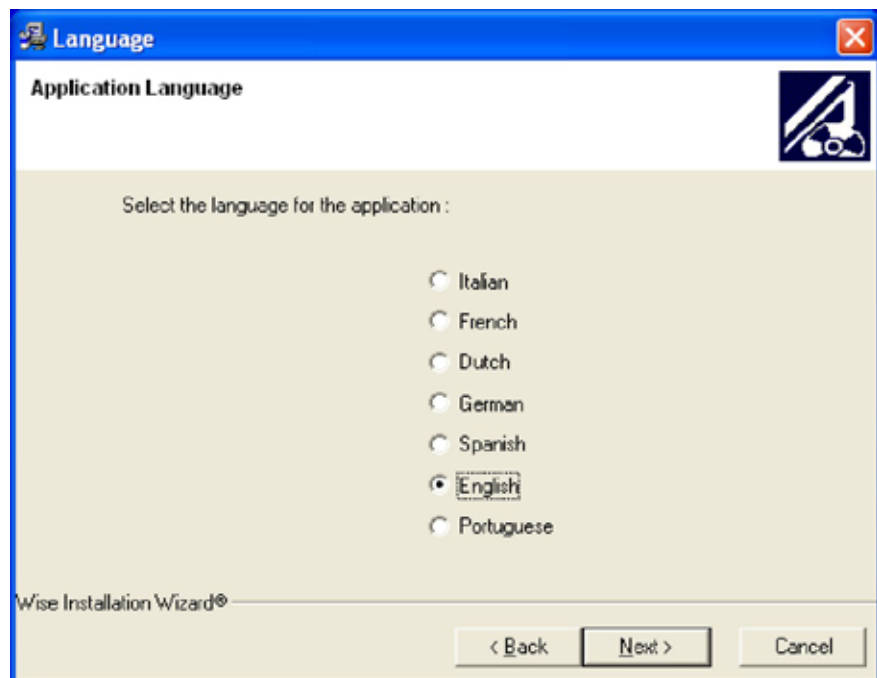 Language
Application Language
Select the language for the application :
Italian
French
Dutch
German
Spanish
English
Portuguese
Wise Installation Wizard®
< Back Next > Cancel